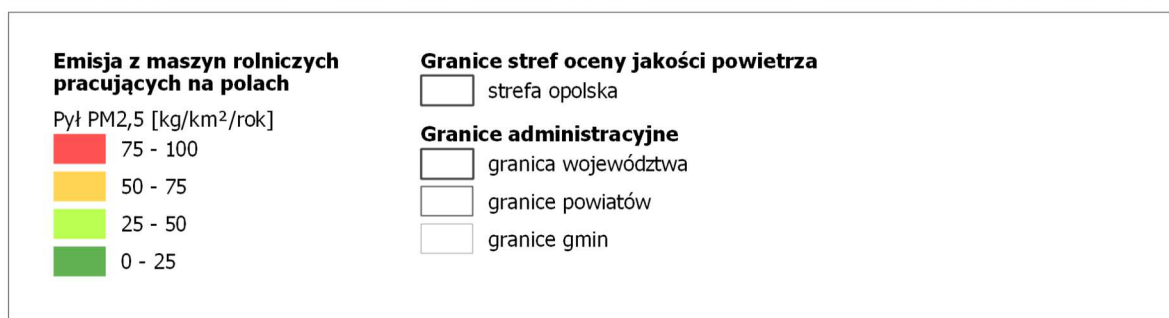 Emisja z maszyn rolniczych
pracujących na polach
Pył PM2,5 [kg/km²/rok]
75 - 100
50 - 75
25 - 50
0 - 25
Granice stref oceny jakości powietrza
strefa opolska
Granice administracyjne
granica województwa
granice powiatów
granice gmin